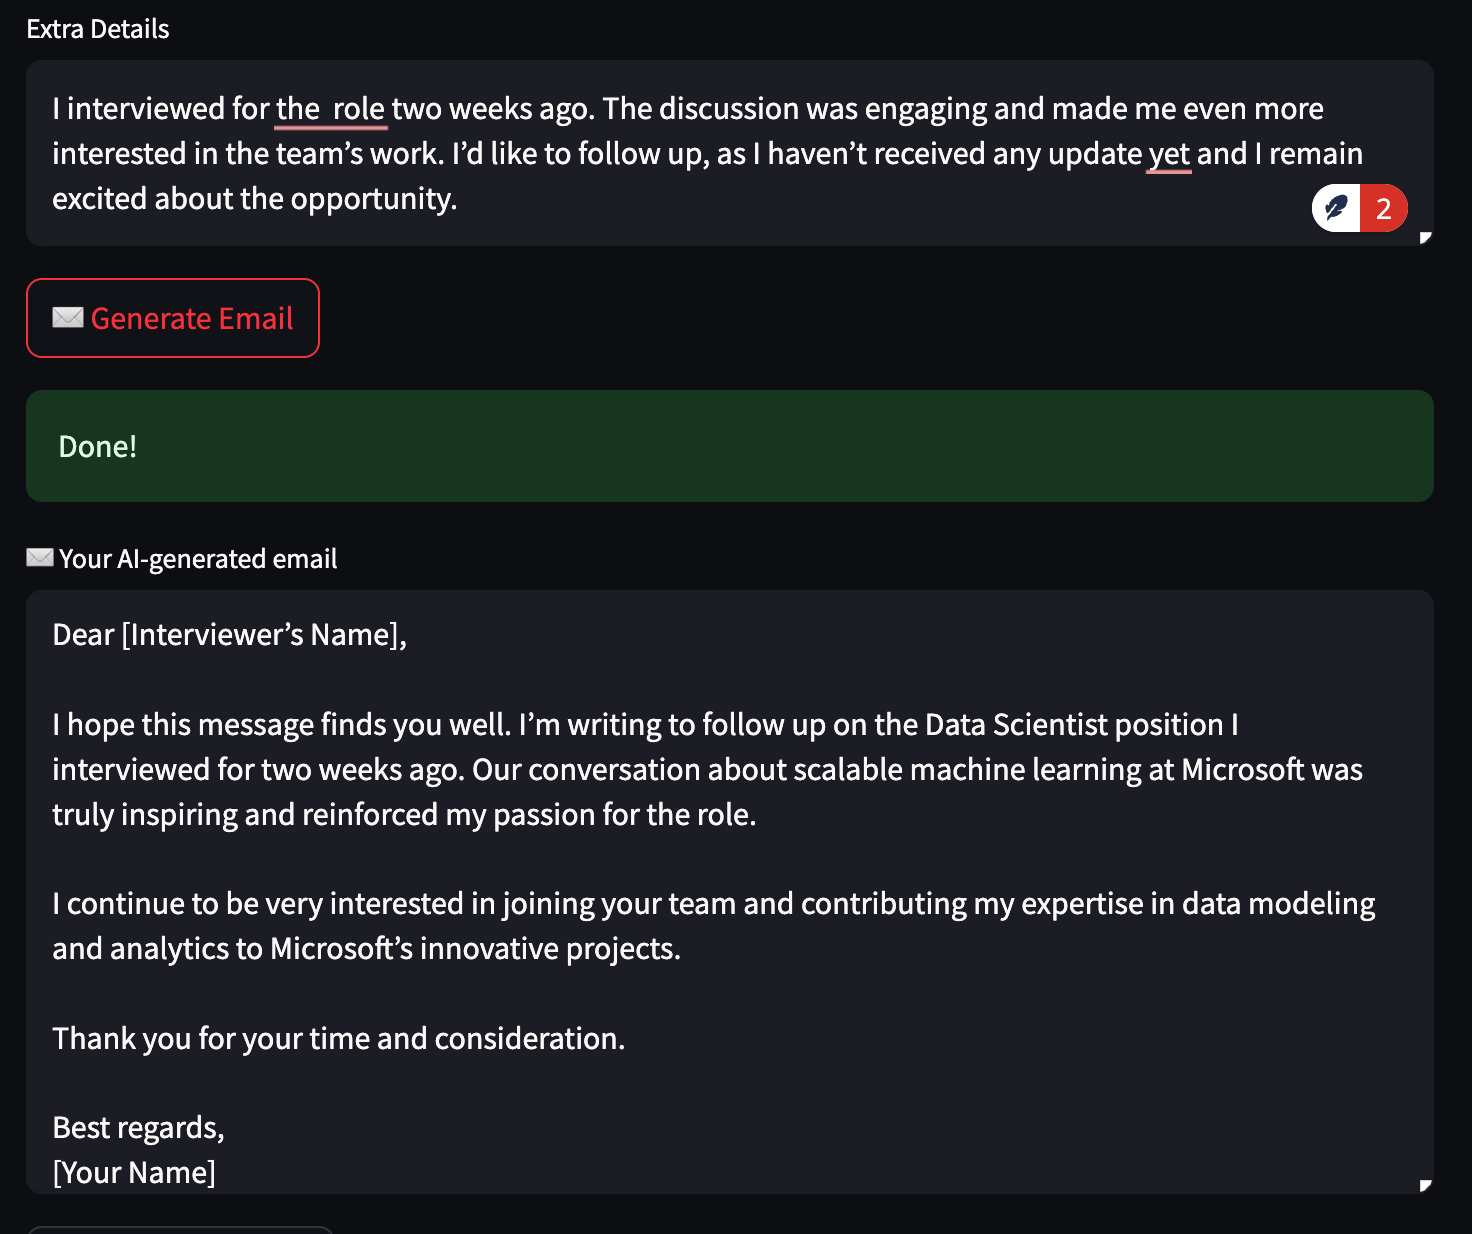 Extra Details
I interviewed for the  role two weeks ago. The discussion was engaging and made me even more
interested in the team’s work. I’d like to follow up, as I haven’t received any update yet and I remain
excited about the opportunity.
2
Generate Email
Done!
Your AI-generated email
Dear [Interviewer’s Name],
I hope this message finds you well. I’m writing to follow up on the Data Scientist position I
interviewed for two weeks ago. Our conversation about scalable machine learning at Microsoft was
truly inspiring and reinforced my passion for the role.
I continue to be very interested in joining your team and contributing my expertise in data modeling
and analytics to Microsoft’s innovative projects.
Thank you for your time and consideration.
Best regards,
[Your Name]